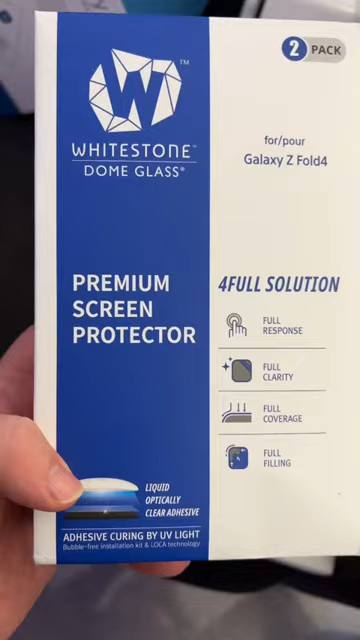 2 PACK
WHITESTONE™
DOME GLASS®
for/pour
Galaxy Z Fold4
PREMIUM
SCREEN
PROTECTOR
4FULL SOLUTION
FULL
RESPONSE
FULL
CLARITY
FULL
COVERAGE
FULL
FILLING
LIQUID
OPTICALLY
CLEAR ADHESIVE
ADHESIVE CURING BY UV LIGHT
Bubble-free installation kit & LOCA technology